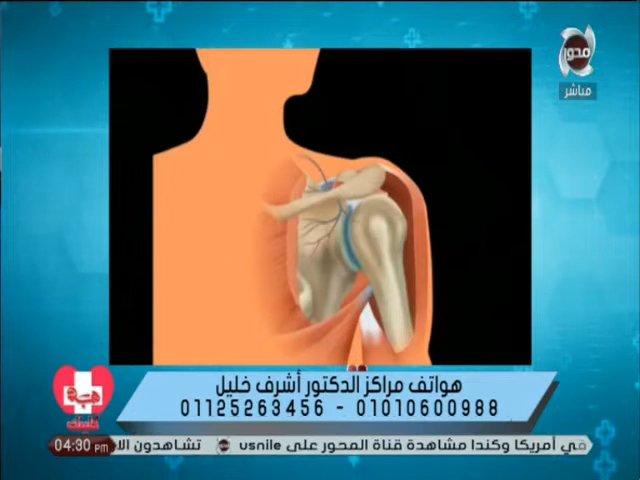 محور
مباشر
هواتف مراكز الدكتور أشرف خليل
01125263456 - 01010600988
04:30 pm
في أمريكا وكندا مشاهدة قناة المحور على usnile
تشاهدون الا